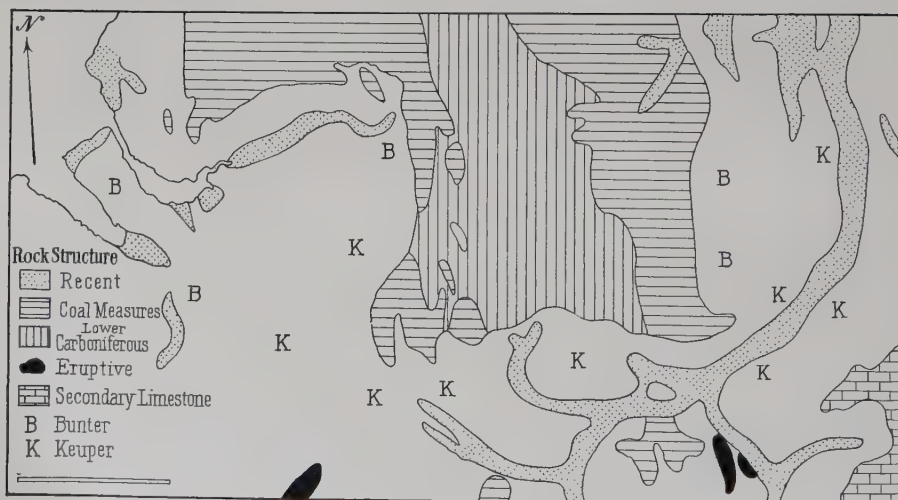 N
K
B
B
B
K
B
K
B
K
K
K
K
K
K
K
Rock Structure
Recent
Coal Measures
Lower
Carboniferous
Eruptive
Secondary Limestone
B Bunter
K Keuper